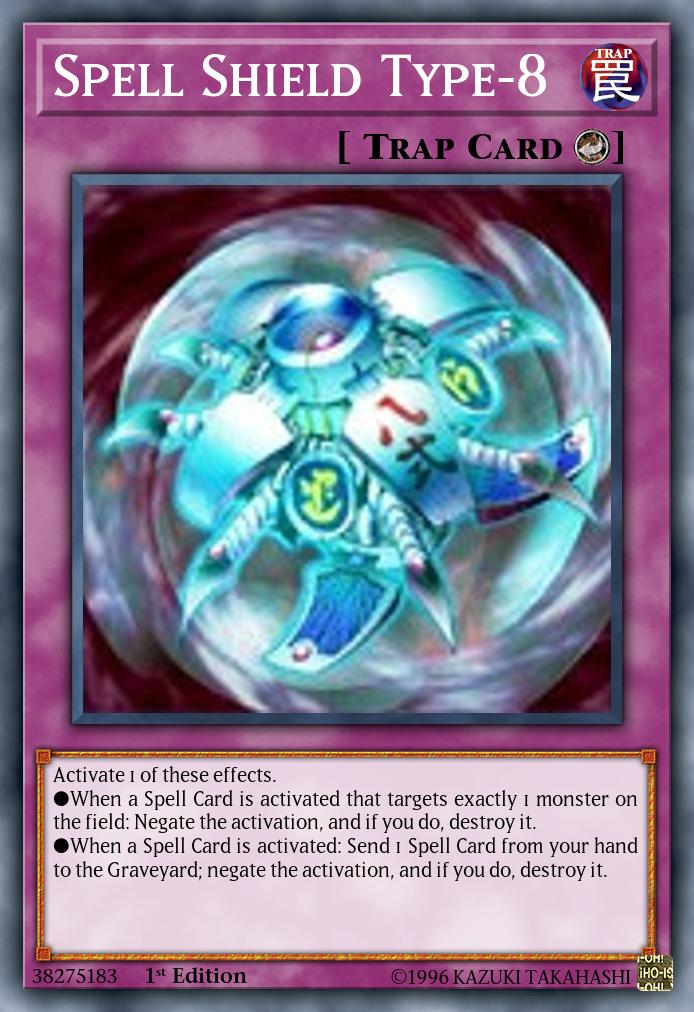 Spell Shield Type-8
TRAP
罠
[ Trap Card ]
Activate 1 of these effects.
●When a Spell Card is activated that targets exactly 1 monster on
the field: Negate the activation, and if you do, destroy it.
●When a Spell Card is activated: Send 1 Spell Card from your hand
to the Graveyard; negate the activation, and if you do, destroy it.
38275183 1st Edition ©1996 KAZUKI TAKAHASHI